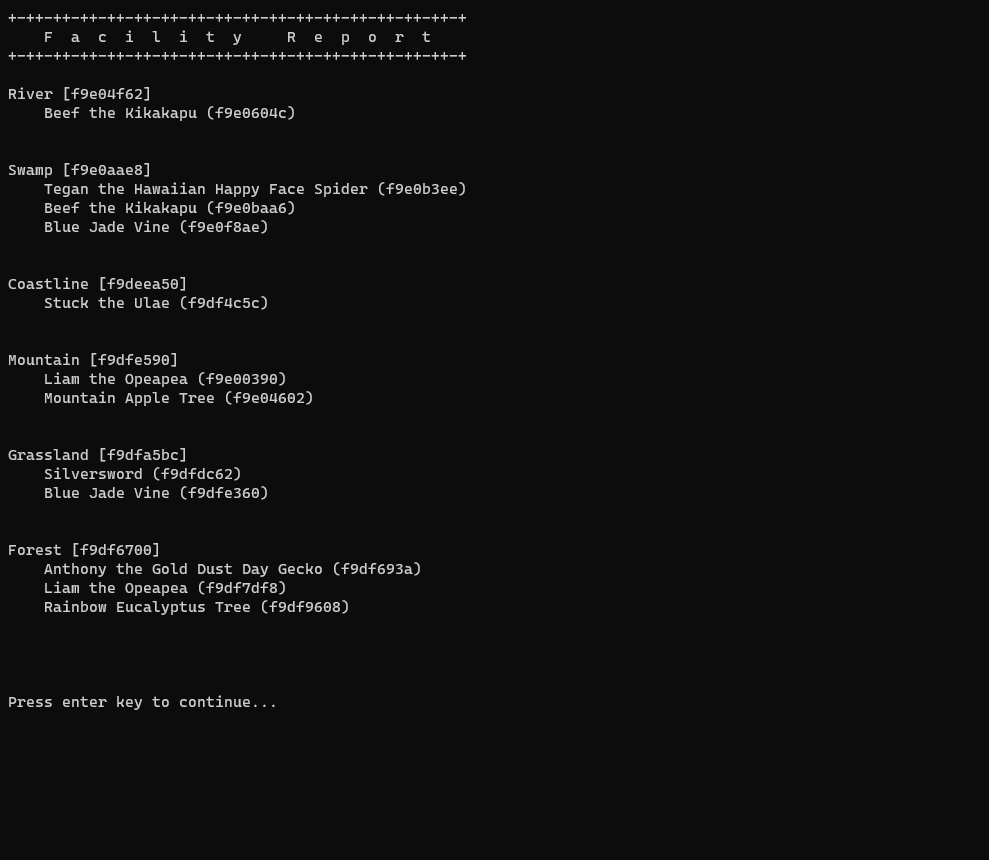 +-++-++-++-++-++-++-++-++-++-++-++-++-++-++-++-++-+
    F  a  c  i  l  i  t  y     R  e  p  o  r  t
+-++-++-++-++-++-++-++-++-++-++-++-++-++-++-++-++-+
River [f9e04f62]
    Beef the Kikakapu (f9e0604c)
Swamp [f9e0aae8]
    Tegan the Hawaiian Happy Face Spider (f9e0b3ee)
    Beef the Kikakapu (f9e0baa6)
    Blue Jade Vine (f9e0f8ae)
Coastline [f9deea50]
    Stuck the Ulae (f9df4c5c)
Mountain [f9dfe590]
    Liam the Opeapea (f9e00390)
    Mountain Apple Tree (f9e04602)
Grassland [f9dfa5bc]
    Silversword (f9dfdc62)
    Blue Jade Vine (f9dfe360)
Forest [f9df6700]
    Anthony the Gold Dust Day Gecko (f9df693a)
    Liam the Opeapea (f9df7df8)
    Rainbow Eucalyptus Tree (f9df9608)
Press enter key to continue...